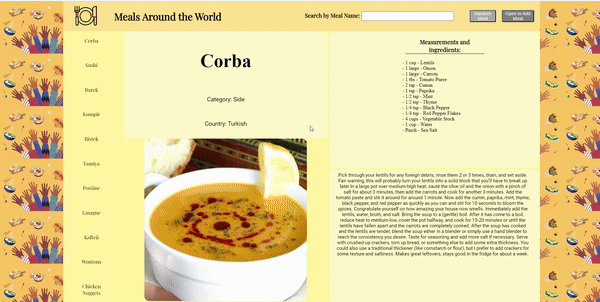 Meals Around the World
Search by Meal Name:
Random Meal
Open to Add Meal
Corba
Sushi
Burek
Kumpir
Bistek
Tamiya
Poutine
Lasagne
Kafteji
Wontons
Chicken
Nuggets
Corba
Category: Side
Country: Turkish
Measurements and
Ingredients:
- 1 cup - Lentils
- 1 large - Onion
- 1 large - Carrots
- 1 tbs - Tomato Puree
- 2 tsp - Cumin
- 1 tsp - Paprika
- 1/2 tsp - Mint
- 1/2 tsp - Thyme
- 1/4 tsp - Black Pepper
- 1/4 tsp - Red Pepper Flakes
- 4 cups - Vegetable Stock
- 1 cup - Water
- Pinch - Sea Salt
Pick through your lentils for any foreign debris, rinse them 2 or 3 times, drain, and set aside.
Fair warning, this will probably turn your lentils into a solid block that you'll have to break up
later In a large pot over medium-high heat, sauté the olive oil and the onion with a pinch of
salt for about 3 minutes, then add the carrots and cook for another 3 minutes. Add the
tomato paste and stir it around for around 1 minute. Now add the cumin, paprika, mint, thyme,
black pepper, and red pepper as quickly as you can and stir for 10 seconds to bloom the
spices. Congratulate yourself on how amazing your house now smells. Immediately add the
lentils, water, broth, and salt. Bring the soup to a (gentle) boil. After it has come to a boil,
reduce heat to medium-low, cover the pot halfway, and cook for 15-20 minutes or until the
lentils have fallen apart and the carrots are completely cooked. After the soup has cooked
and the lentils are tender, blend the soup either in a blender or simply use a hand blender to
reach the consistency you desire. Taste for seasoning and add more salt if necessary. Serve
with crushed-up crackers, torn up bread, or something else to add some extra thickness. You
could also use a traditional thickener (like cornstarch or flour), but I prefer to add crackers for
some texture and saltiness. Makes great leftovers, stays good in the fridge for about a week.